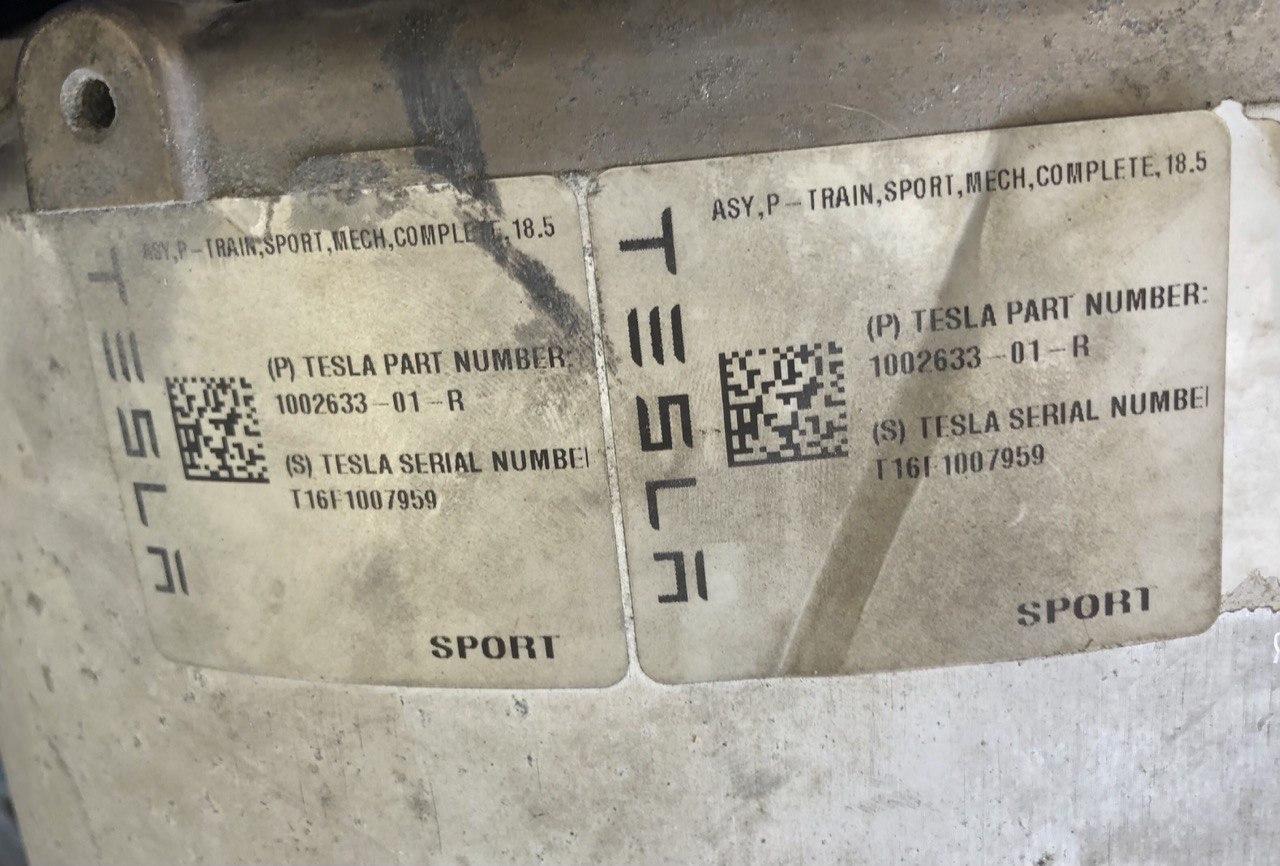 TESLA
ASY,P-TRAIN,SPORT,MECH,COMPLETE,18.5
(P) TESLA PART NUMBER:
1002633-01-R
(S) TESLA SERIAL NUMBE
T16F1007959
SPORT
TESLA
ASY,P-TRAIN,SPORT,MECH,COMPLETE,18.5
(P) TESLA PART NUMBER:
1002633-01-R
(S) TESLA SERIAL NUMBE
T16F1007959
SPORT